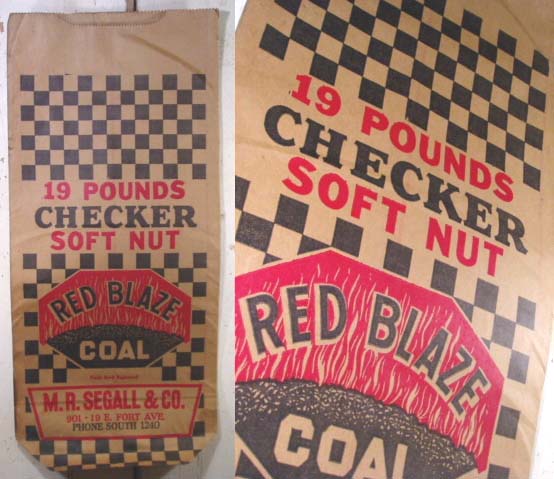 19 POUNDS
CHECKER
SOFT NUT
RED BLAZE
COAL
M. R. SEGALL & CO.
901 - 19 E. FORT AVE.
PHONE SOUTH 1240
19 POUNDS
CHECKER
SOFT NUT
RED BLAZE
COAL